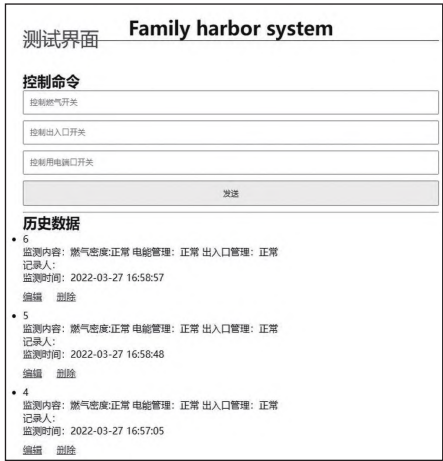 Family harbor system
测试界面
控制命令
控制燃气开关
控制出入口开关
控制用电端口开关
发送
历史数据
6
监测内容：燃气密度:正常 电能管理：正常 出入口管理：正常
记录人：
监测时间：2022-03-27 16:58:57
编辑 删除
5
监测内容：燃气密度:正常 电能管理：正常 出入口管理：正常
记录人：
监测时间：2022-03-27 16:58:48
编辑 删除
4
监测内容：燃气密度:正常 电能管理：正常 出入口管理：正常
记录人：
监测时间：2022-03-27 16:57:05
编辑 删除